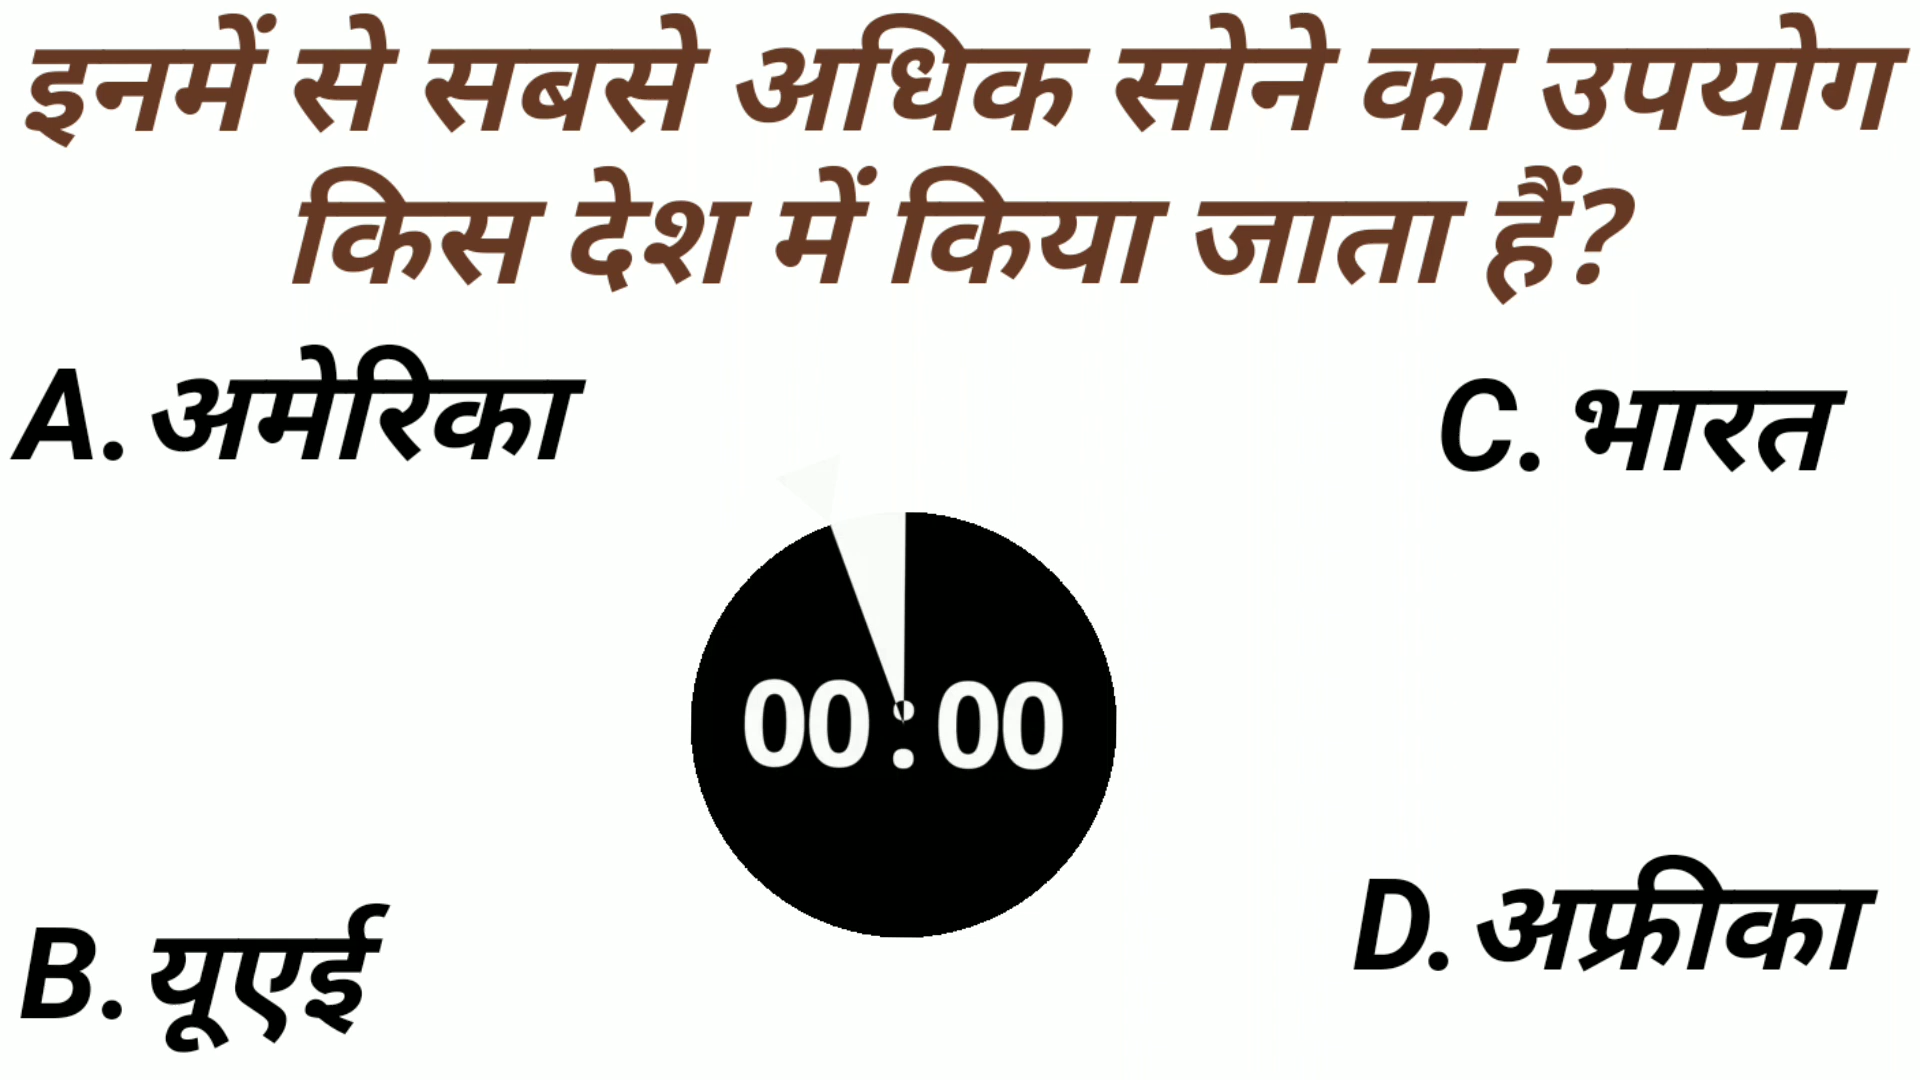 इनमें से सबसे अधिक सोने का उपयोग
किस देश में किया जाता हैं?
A. अमेरिका
C. भारत
00:00
B. यूएई
D. अफ्रीका